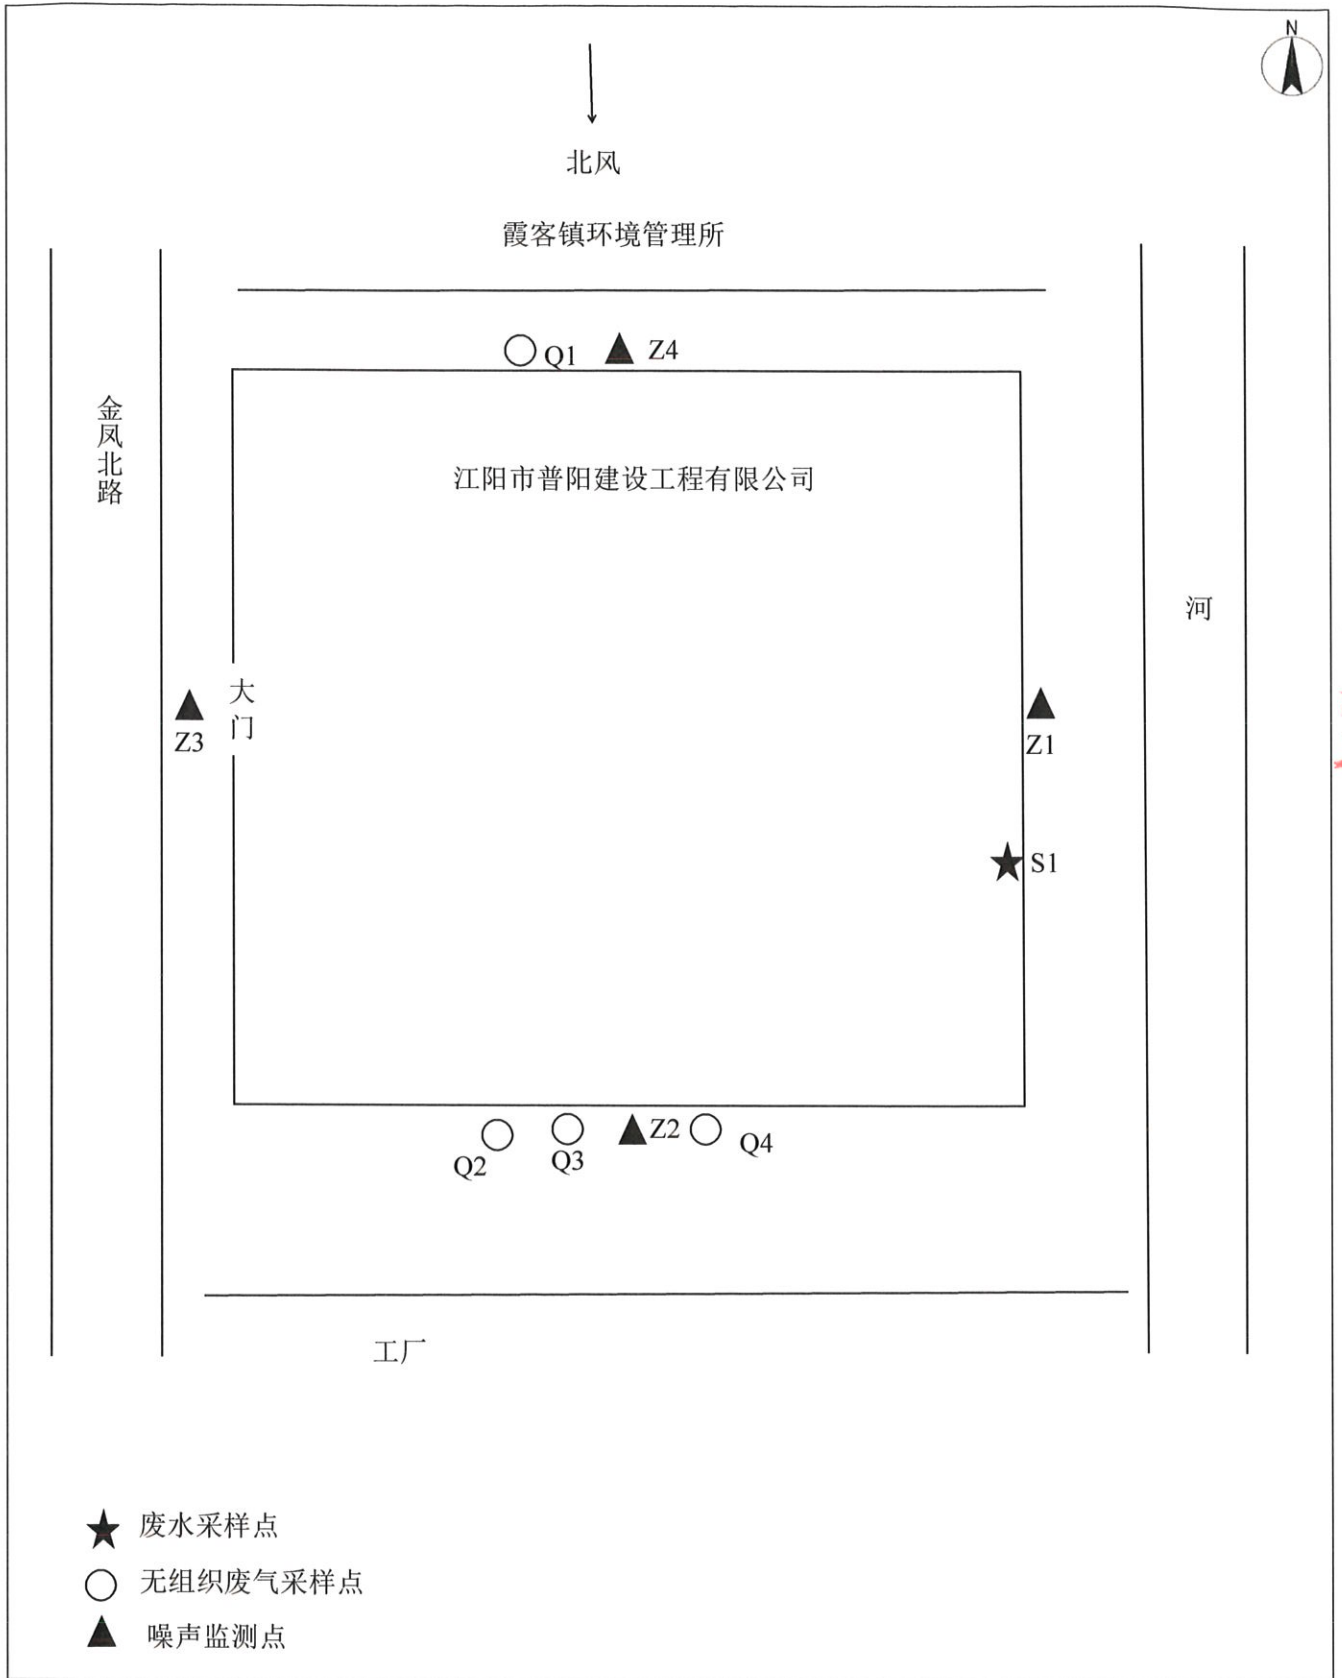 N
北风
霞客镇环境管理所
Q1
Z4
金凤北路
江阳市普阳建设工程有限公司
河
大门
Z3
Z1
S1
Q2
Q3
Z2
Q4
工厂
废水采样点
无组织废气采样点
噪声监测点